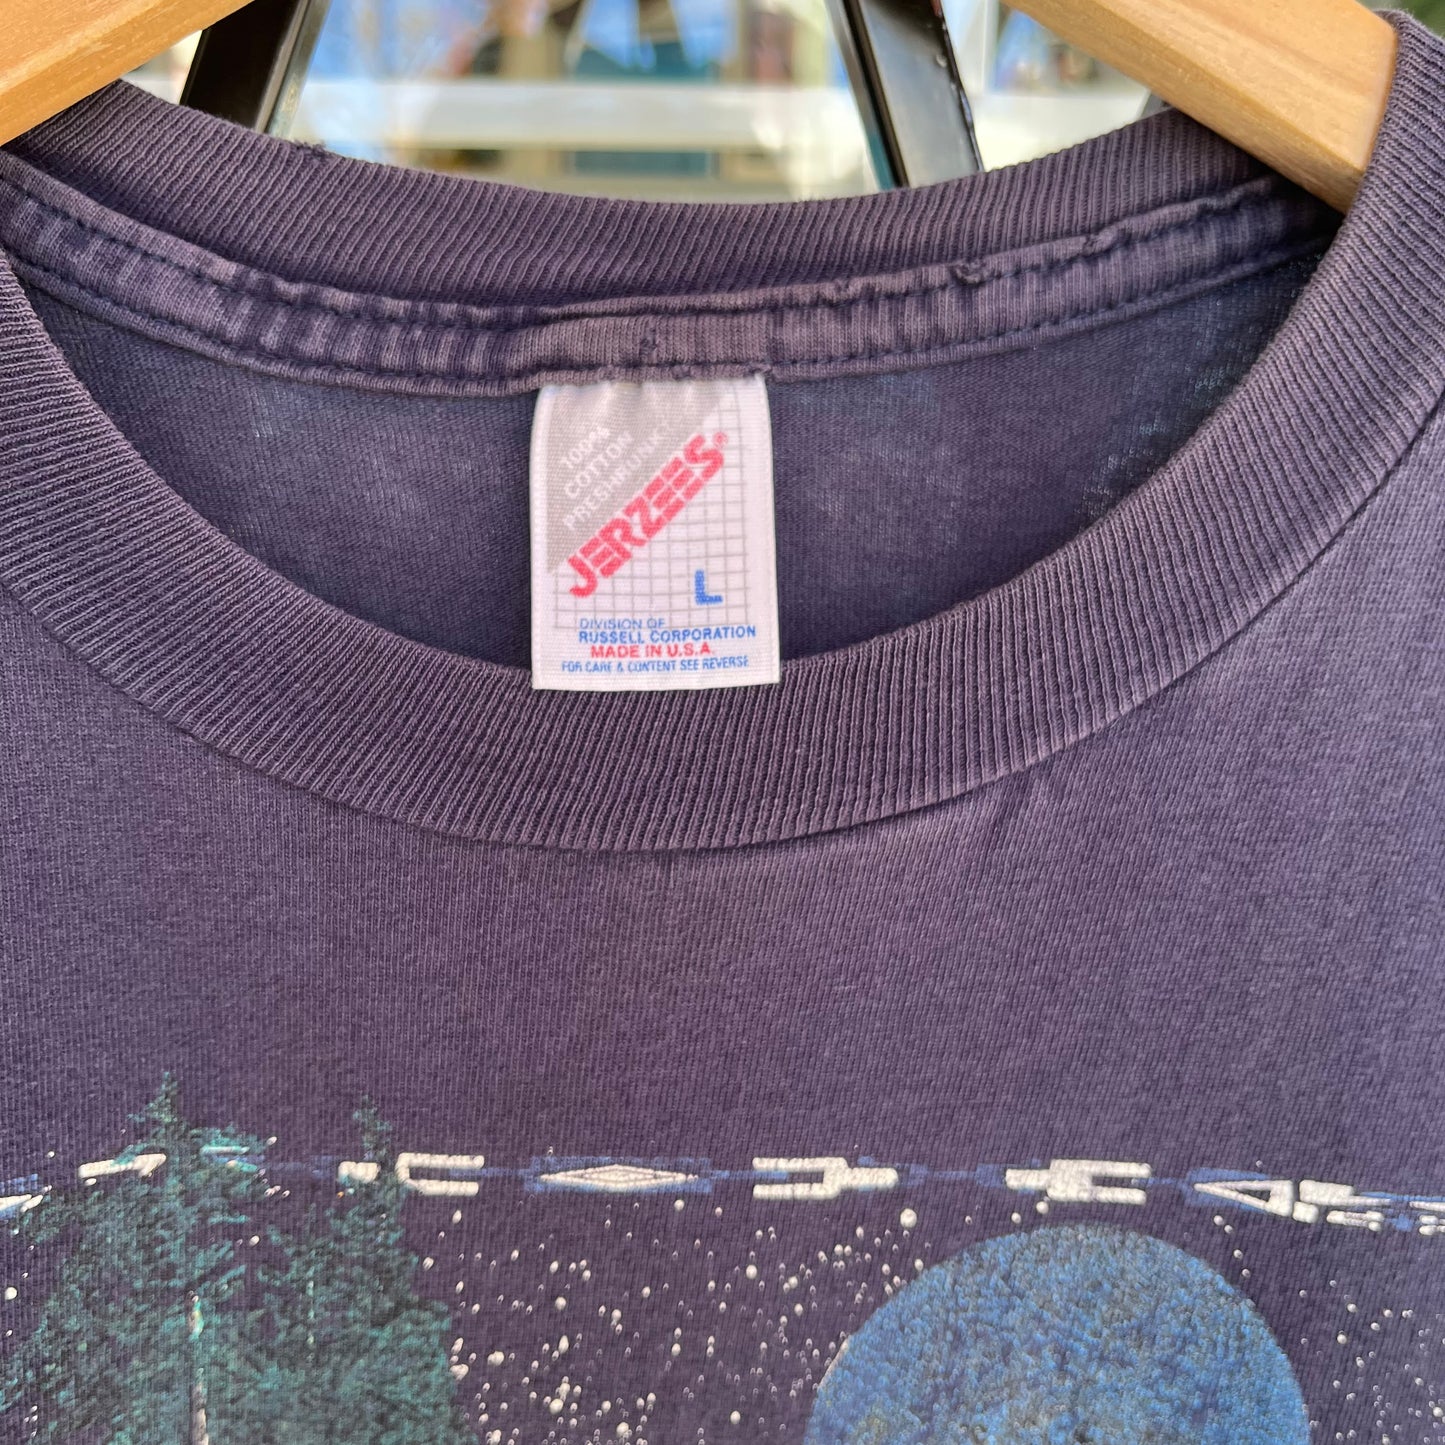 100%
COTTON
PRESHRUNK
JERZEES®
L
DIVISION OF
RUSSELL CORPORATION
MADE IN U.S.A.
FOR CARE & CONTENT SEE REVERSE